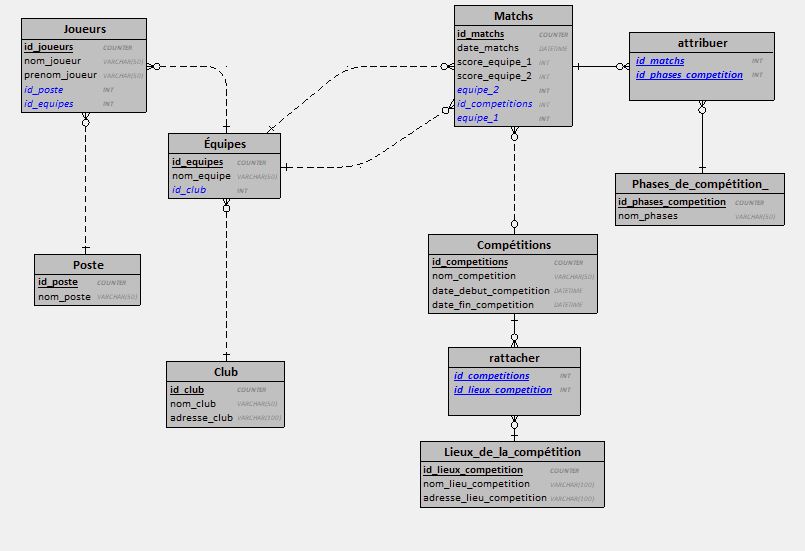 Joueurs
id_joueurs COUNTER
nom_joueur VARCHAR(50)
prenom_joueur VARCHAR(50)
id_poste INT
id_equipes INT
Matchs
id_matchs COUNTER
date_matchs DATETIME
score_equipe_1 INT
score_equipe_2 INT
equipe_2 INT
id_competitions INT
equipe_1 INT
attribuer
id_matchs INT
id_phases_competition INT
Équipes
id_equipes COUNTER
nom_equipe VARCHAR(50)
id_club INT
Phases_de_compétition_
id_phases_competition COUNTER
nom_phases VARCHAR(50)
Poste
id_poste COUNTER
nom_poste VARCHAR(50)
Compétitions
id_competitions COUNTER
nom_competition VARCHAR(50)
date_debut_competition DATETIME
date_fin_competition DATETIME
Club
id_club COUNTER
nom_club VARCHAR(50)
adresse_club VARCHAR(100)
rattacher
id_competitions INT
id_lieux_competition INT
Lieux_de_la_compétition
id_lieux_competition COUNTER
nom_lieu_competition VARCHAR(100)
adresse_lieu_competition VARCHAR(100)